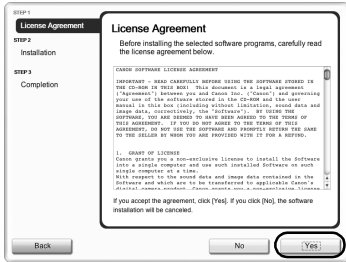 STEP 1
License Agreement
STEP 2
Installation
STEP 3
Completion
License Agreement
Before installing the selected software programs, carefully read
the license agreement below.
CANON SOFTWARE LICENSE AGREEMENT
IMPORTANT - READ CAREFULLY BEFORE USING THE SOFTWARE STORED IN
THE CD-ROM IN THIS BOX! This document is a legal agreement
("Agreement") between you and Canon Inc. ("Canon") and governing
your use of the software stored in the CD-ROM and the user
manual in this box (including without limitation, sound data and
image data, correctively, the "Software"). BY USING THE
SOFTWARE, YOU ARE DEEMED TO HAVE BEEN AGREED TO THE TERMS OF
THIS AGREEMENT. IF YOU DO NOT AGREE TO THE TERMS OF THIS
AGREEMENT, DO NOT USE THE SOFTWARE AND PROMPTLY RETURN THE SAME
TO THE SELLER BY WHOM YOU ARE PROVIDED WITH IT FOR A REFUND.
1. GRANT OF LICENSE
Canon grants you a non-exclusive license to install the Software
into a single computer and use such installed Software on such
single computer at a time.
With respect to the sound data and image data contained in the
Software and which are to be transferred to applicable Canon's
digital camera product, Canon grants you a non-exclusive license
If you accept the agreement, click [Yes]. If you click [No], the software
installation will be canceled.
Back
No
Yes